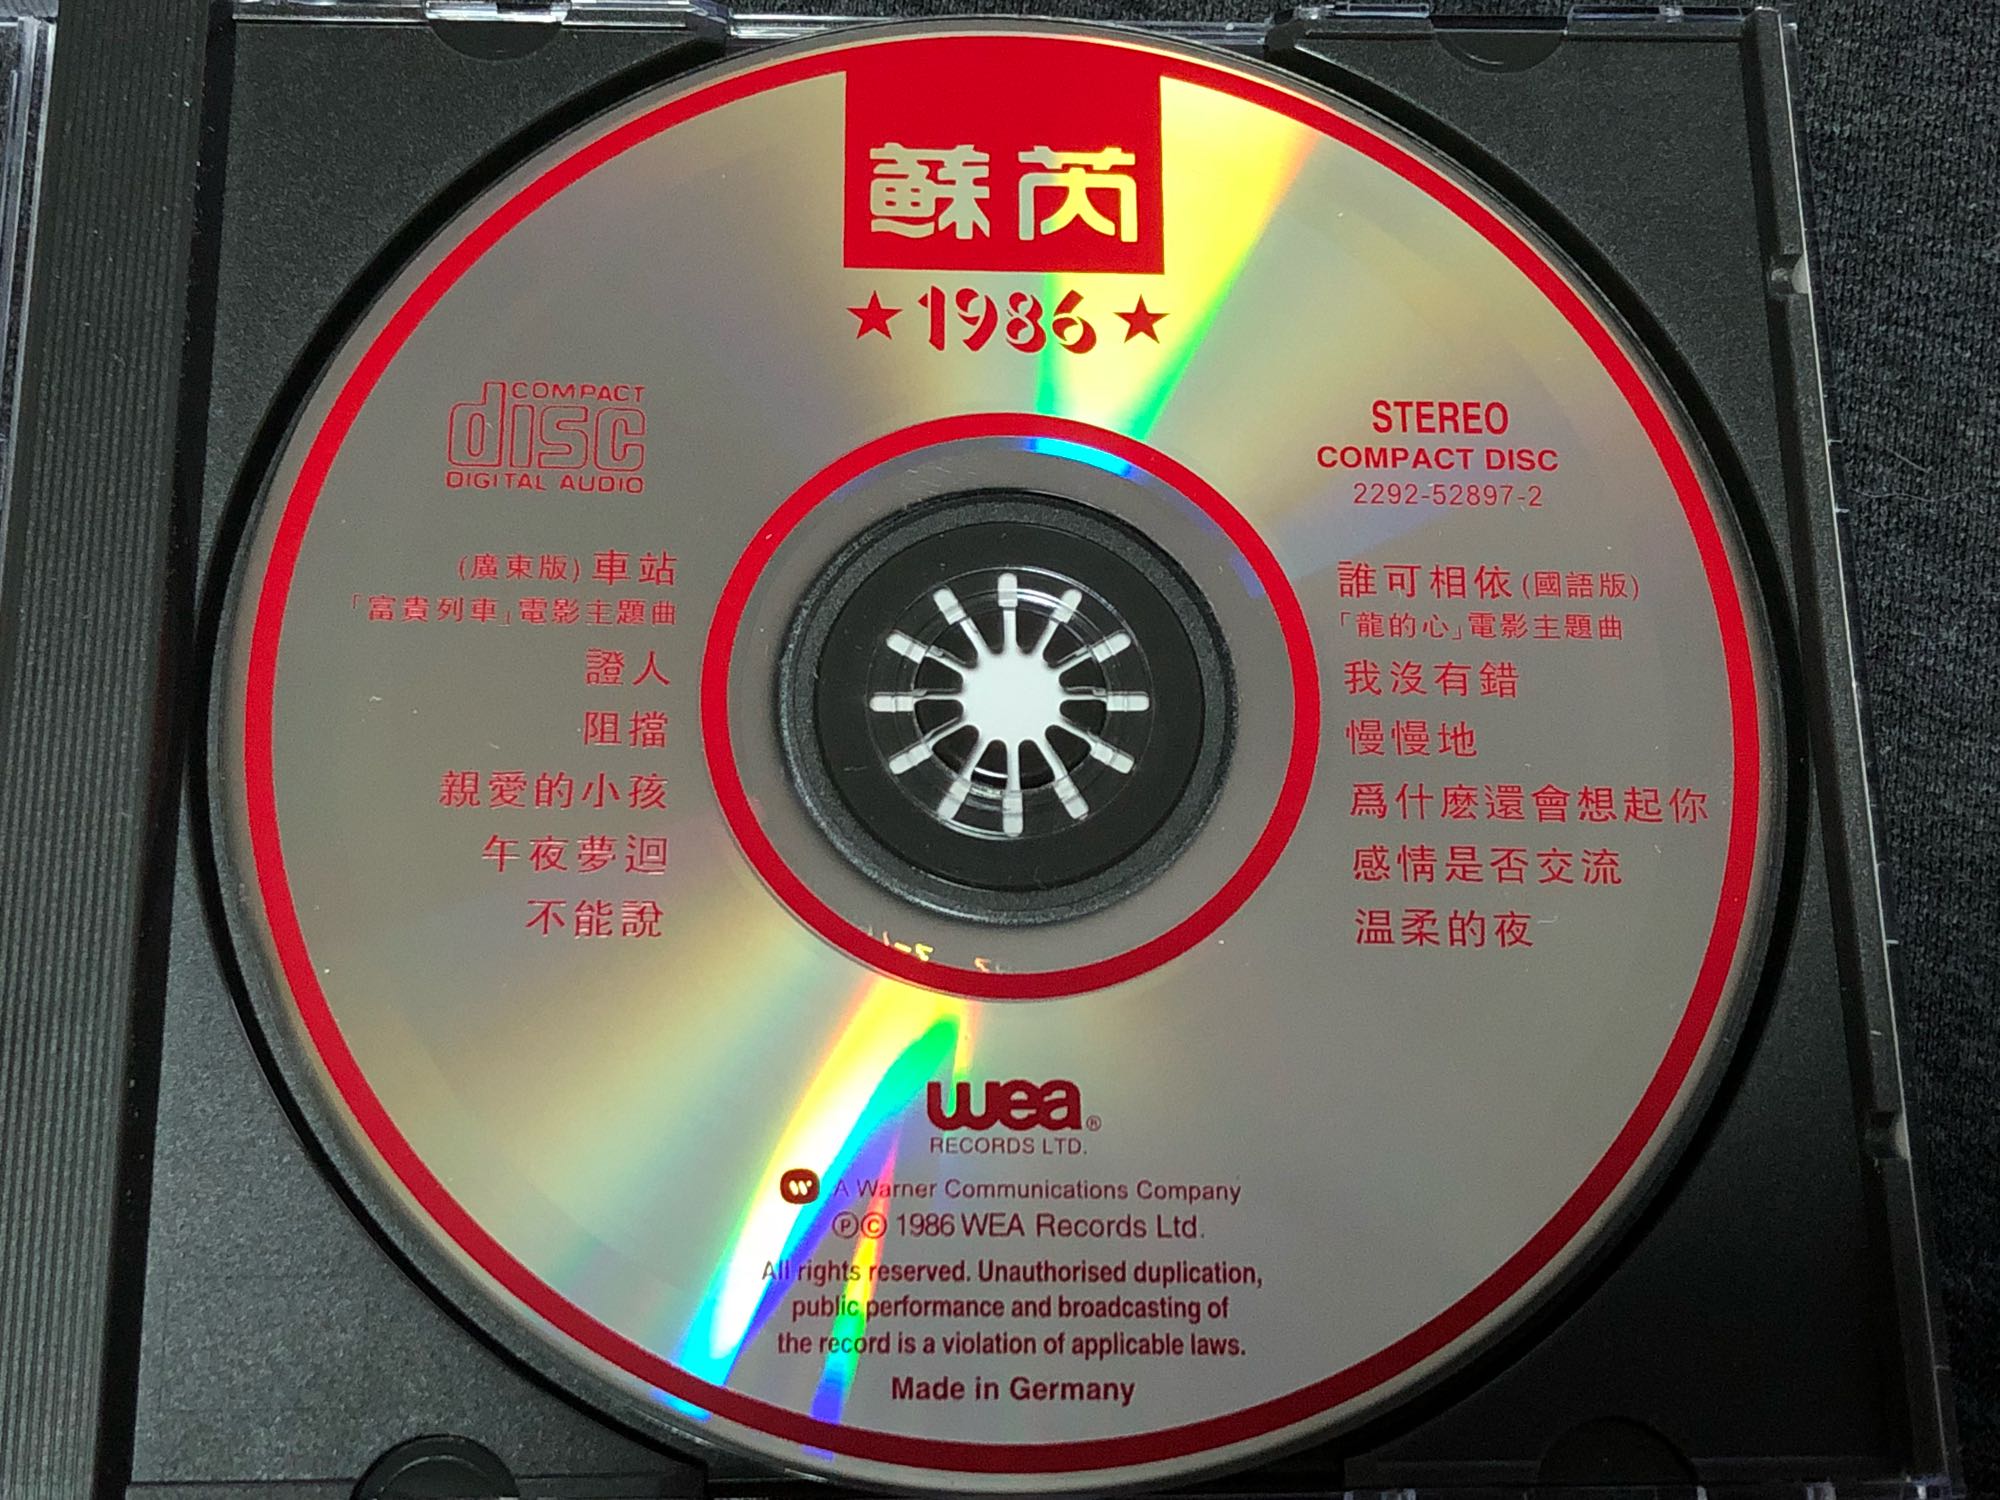 蘇芮
★1986★
COMPACT
disc
DIGITAL AUDIO
STEREO
COMPACT DISC
2292-52897-2
(廣東版) 車站
「富貴列車」電影主題曲
證人
阻擋
親愛的小孩
午夜夢迴
不能說
誰可相依 (國語版)
「龍的心」電影主題曲
我沒有錯
慢慢地
爲什麽還會想起你
感情是否交流
温柔的夜
wea®
RECORDS LTD.
A Warner Communications Company
ⓅⒸ 1986 WEA Records Ltd.
All rights reserved. Unauthorised duplication,
public performance and broadcasting of
the record is a violation of applicable laws.
Made in Germany